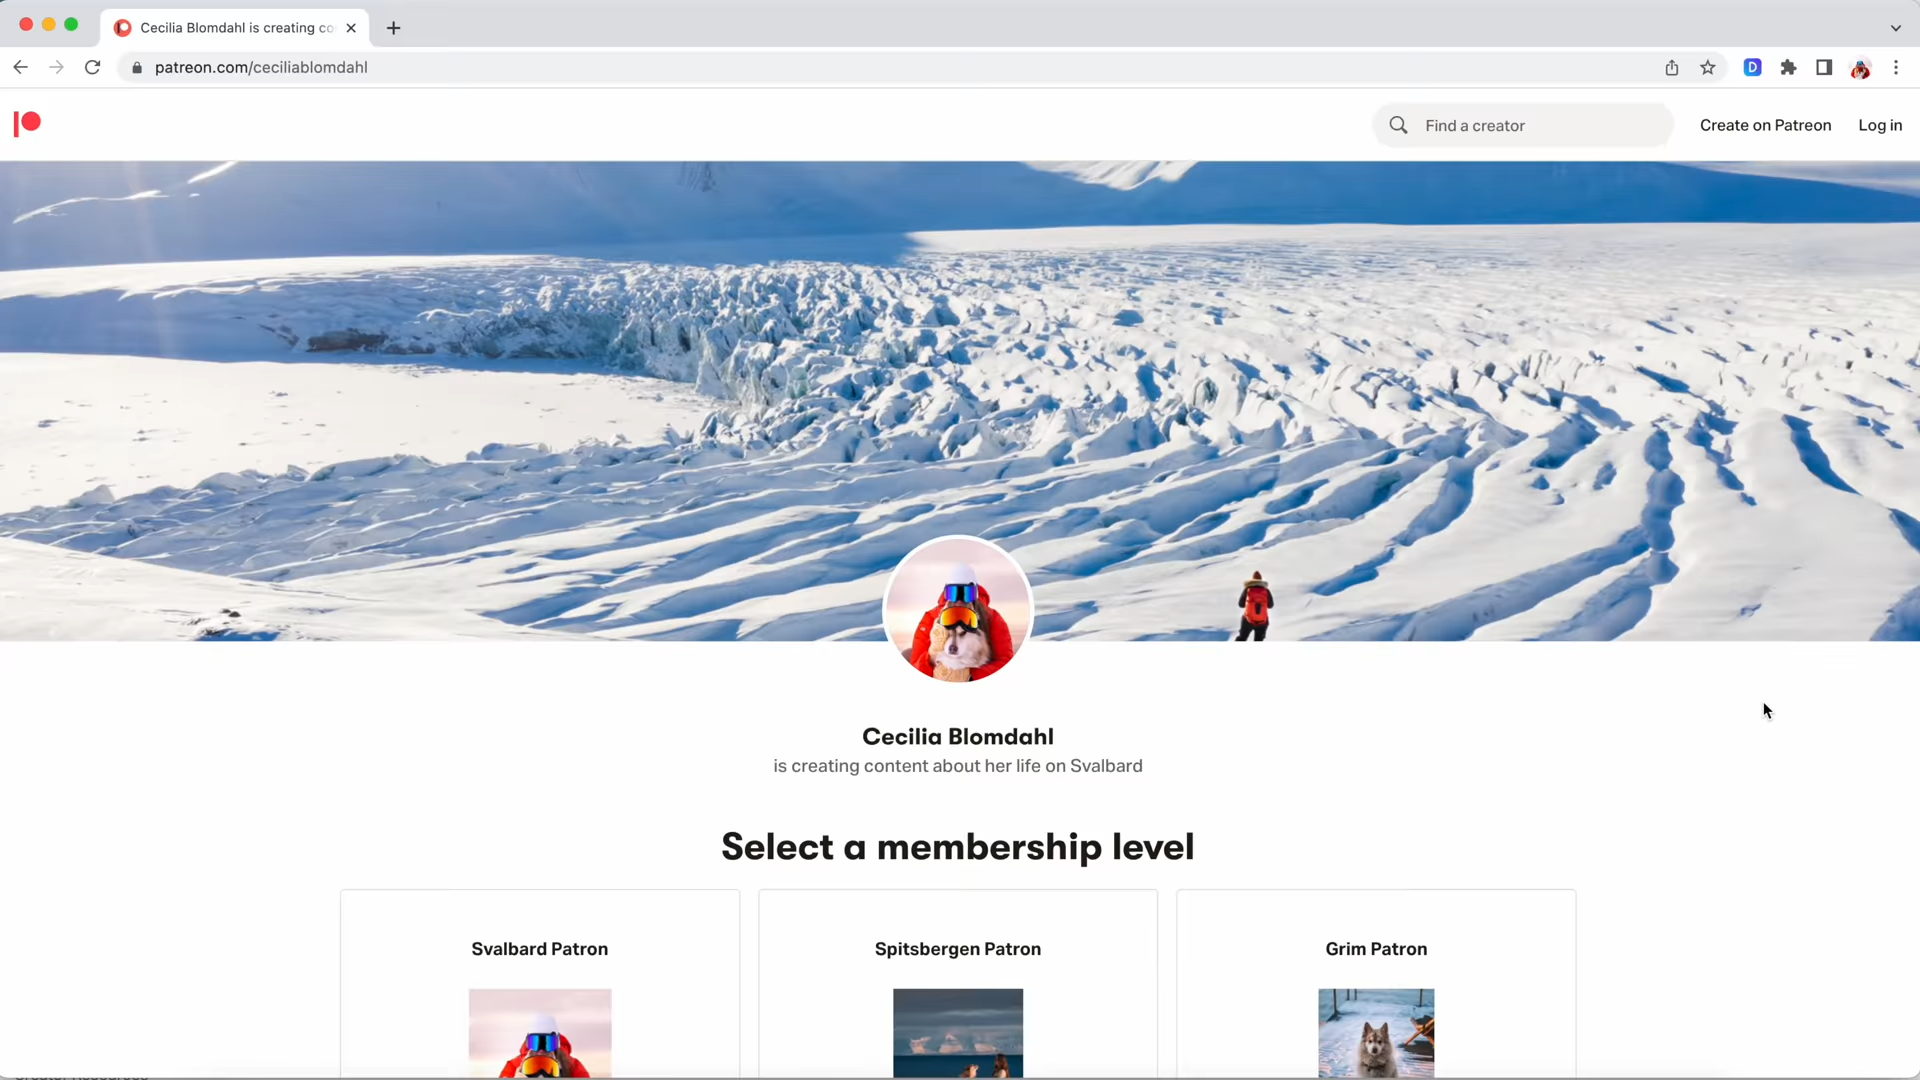 Cecilia Blomdahl is creating co
patreon.com/ceciliablomdahl
D
Find a creator
Create on Patreon
Log in
Cecilia Blomdahl
is creating content about her life on Svalbard
Select a membership level
Svalbard Patron
Spitsbergen Patron
Grim Patron